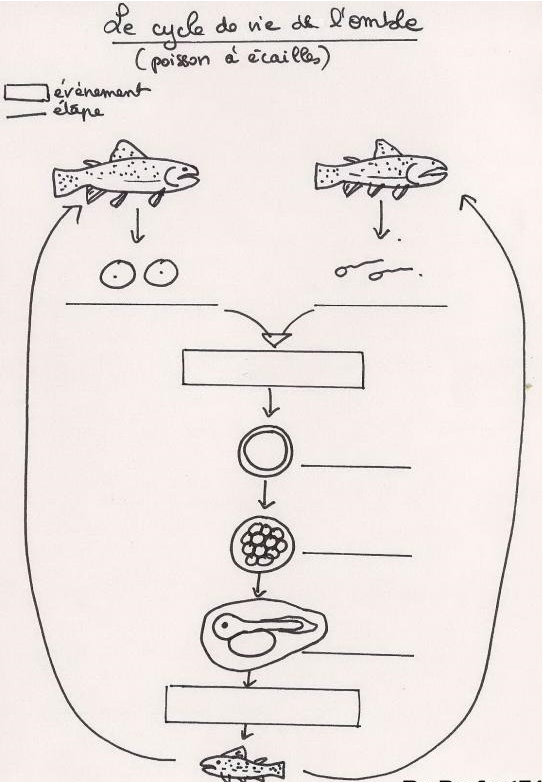 Le cycle de vie de l'omble
(poisson à écailles)
événement
étape